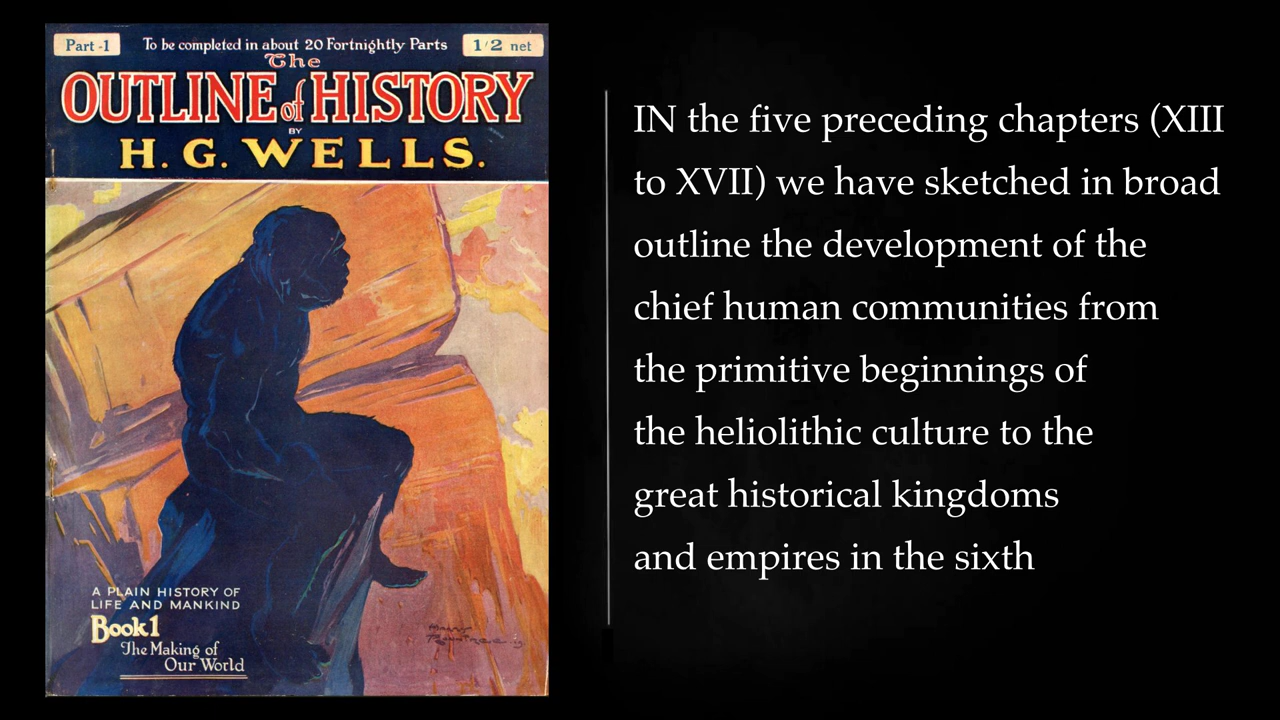 Part -1
To be completed in about 20 Fortnightly Parts
1/2 net
The
OUTLINE of HISTORY
BY
H. G. WELLS.
A PLAIN HISTORY OF
LIFE AND MANKIND
Book 1
The Making of
Our World
IN the five preceding chapters (XIII
to XVII) we have sketched in broad
outline the development of the
chief human communities from
the primitive beginnings of
the heliolithic culture to the
great historical kingdoms
and empires in the sixth